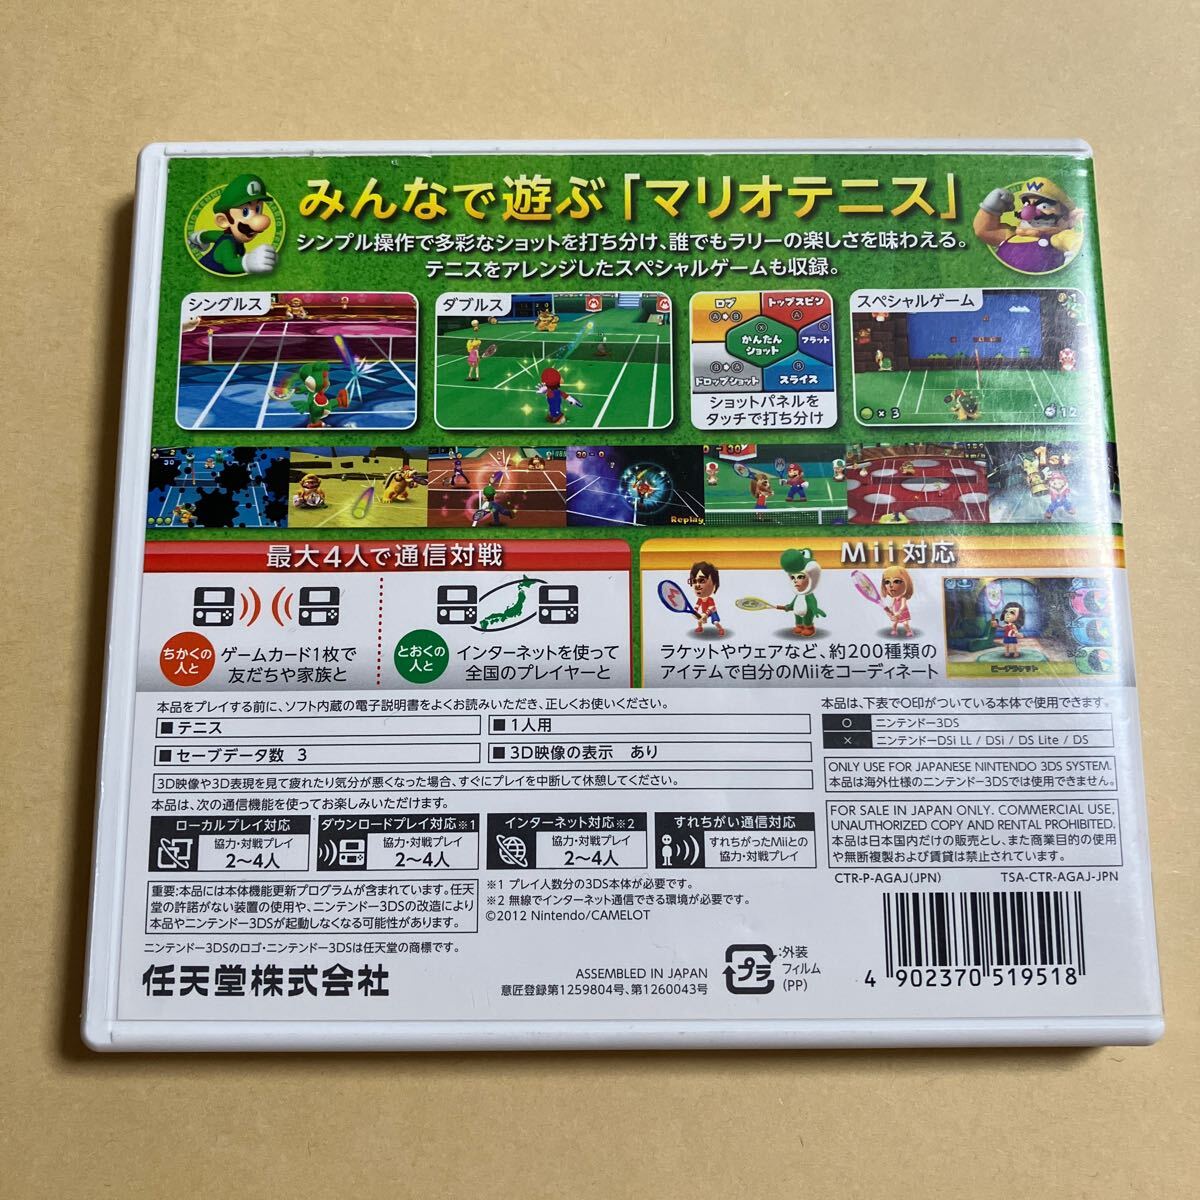 みんなで遊ぶ「マリオテニス」
シンプル操作で多彩なショットを打ち分け、誰でもラリーの楽しさを味わえる。
テニスをアレンジしたスペシャルゲームも収録。
シングルス
ダブルス
ロブ
トップスピン
かんたん
ショット
フラット
ドロップショット
スライス
ショットパネルを
タッチで打ち分け
スペシャルゲーム
× 3
12
Replay
1st
最大4人で通信対戦
ちかくの
人と
ゲームカード1枚で
友だちや家族と
とおくの
人と
インターネットを使って
全国のプレイヤーと
Mii対応
ラケットやウェアなど、約200種類の
アイテムで自分のMiiをコーディネート
本品をプレイする前に、ソフト内蔵の電子説明書をよくお読みいただき、正しくお使いください。
■テニス
■1人用
■セーブデータ数 3
■3D映像の表示 あり
3D映像や3D表現を見て疲れたり気分が悪くなった場合、すぐにプレイを中断して休憩してください。
本品は、下表で○印がついている本体で使用できます。
○ ニンテンドー3DS
× ニンテンドーDSi LL / DSi / DS Lite / DS
ONLY USE FOR JAPANESE NINTENDO 3DS SYSTEM.
本品は海外仕様のニンテンドー3DSでは使用できません。
FOR SALE IN JAPAN ONLY. COMMERCIAL USE,
UNAUTHORIZED COPY AND RENTAL PROHIBITED.
本品は日本国内だけの販売とし、また商業目的の使用
や無断複製および賃貸は禁止されています。
CTR-P-AGAJ(JPN)
TSA-CTR-AGAJ-JPN
本品は、次の通信機能を使ってお楽しみいただけます。
ローカルプレイ対応
協力・対戦プレイ
2〜4人
ダウンロードプレイ対応※1
協力・対戦プレイ
2〜4人
インターネット対応※2
協力・対戦プレイ
2〜4人
すれちがい通信対応
すれちがったMiiとの
協力・対戦プレイ
重要:本品には本体機能更新プログラムが含まれています。任天
堂の許諾がない装置の使用や、ニンテンドー3DSの改造により
本品やニンテンドー3DSが起動しなくなる可能性があります。
※1 プレイ人数分の3DS本体が必要です。
※2 無線でインターネット通信できる環境が必要です。
©2012 Nintendo/CAMELOT
ニンテンドー3DSのロゴ・ニンテンドー3DSは任天堂の商標です。
任天堂株式会社
ASSEMBLED IN JAPAN
意匠登録第1259804号、第1260043号
プラ
:外装
フィルム
(PP)
4 902370 519518